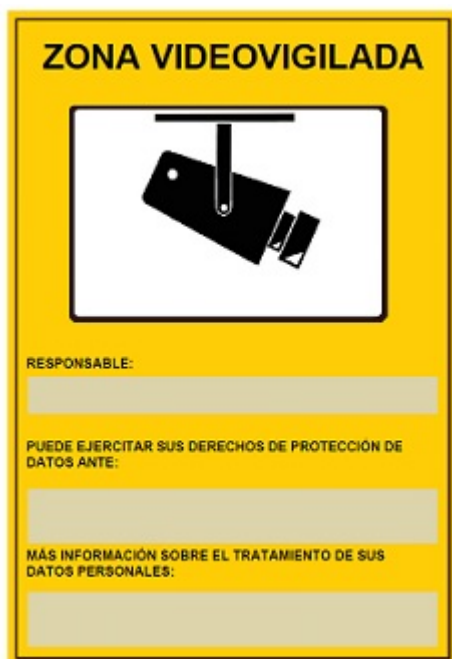 ZONA VIDEOVIGILADA
RESPONSABLE:
PUEDE EJERCITAR SUS DERECHOS DE PROTECCIÓN DE
DATOS ANTE:
MÁS INFORMACIÓN SOBRE EL TRATAMIENTO DE SUS
DATOS PERSONALES: